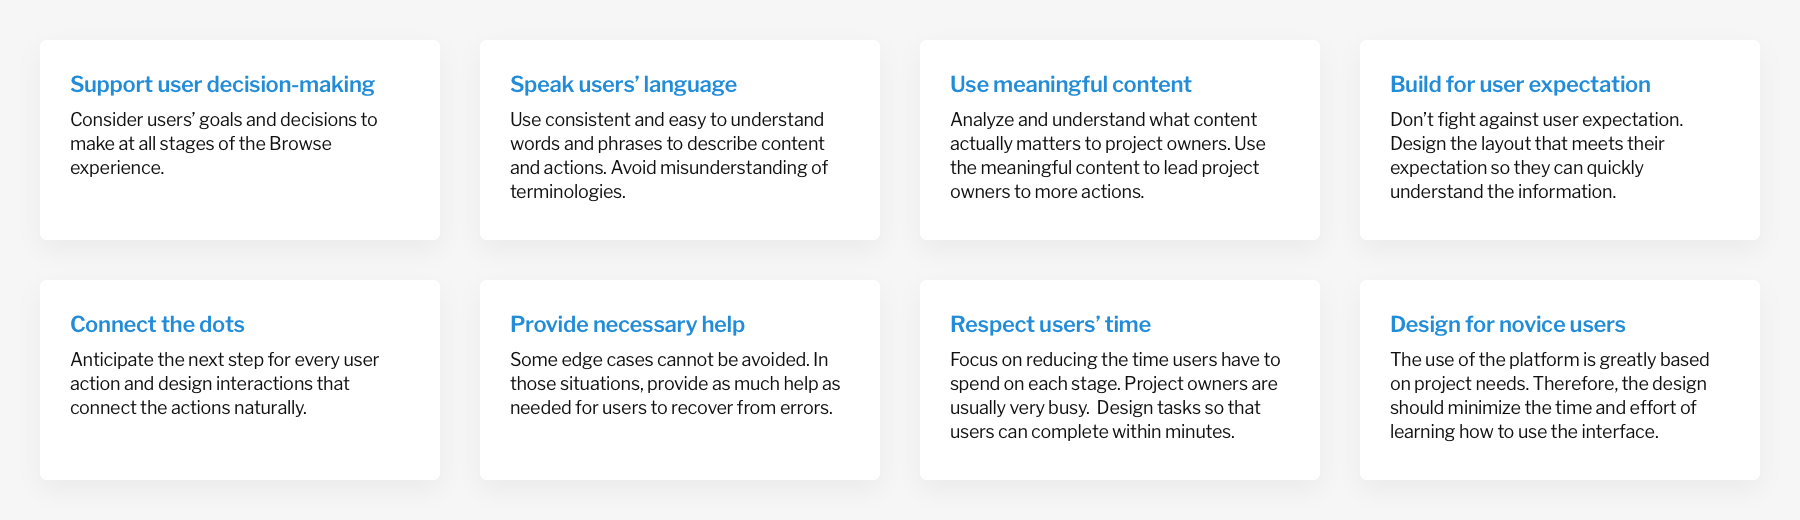 Support user decision-making
Consider users’ goals and decisions to
make at all stages of the Browse
experience.
Speak users’ language
Use consistent and easy to understand
words and phrases to describe content
and actions. Avoid misunderstanding of
terminologies.
Use meaningful content
Analyze and understand what content
actually matters to project owners. Use
the meaningful content to lead project
owners to more actions.
Build for user expectation
Don’t fight against user expectation.
Design the layout that meets their
expectation so they can quickly
understand the information.
Connect the dots
Anticipate the next step for every user
action and design interactions that
connect the actions naturally.
Provide necessary help
Some edge cases cannot be avoided. In
those situations, provide as much help as
needed for users to recover from errors.
Respect users’ time
Focus on reducing the time users have to
spend on each stage. Project owners are
usually very busy.  Design tasks so that
users can complete within minutes.
Design for novice users
The use of the platform is greatly based
on project needs. Therefore, the design
should minimize the time and effort of
learning how to use the interface.